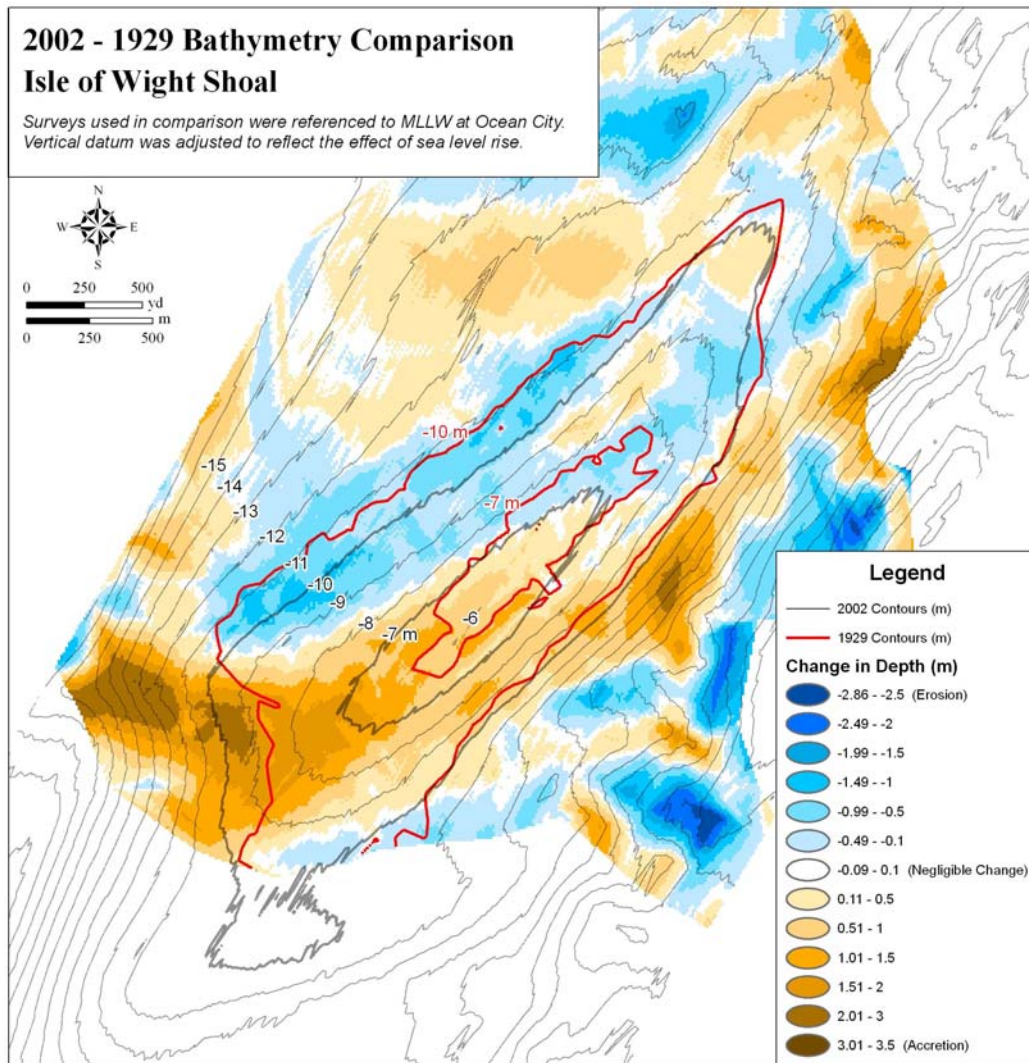 2002 - 1929 Bathymetry Comparison
Isle of Wight Shoal
Surveys used in comparison were referenced to MLLW at Ocean City.
Vertical datum was adjusted to reflect the effect of sea level rise.
N
W E
S
0 250 500
yd
m
0 250 500
-10 m
-7 m
-15
-14
-13
-12
-11
-10
-9
-8
-7 m
-6
Legend
2002 Contours (m)
1929 Contours (m)
Change in Depth (m)
-2.86 - -2.5 (Erosion)
-2.49 - -2
-1.99 - -1.5
-1.49 - -1
-0.99 - -0.5
-0.49 - -0.1
-0.09 - 0.1 (Negligible Change)
0.11 - 0.5
0.51 - 1
1.01 - 1.5
1.51 - 2
2.01 - 3
3.01 - 3.5 (Accretion)